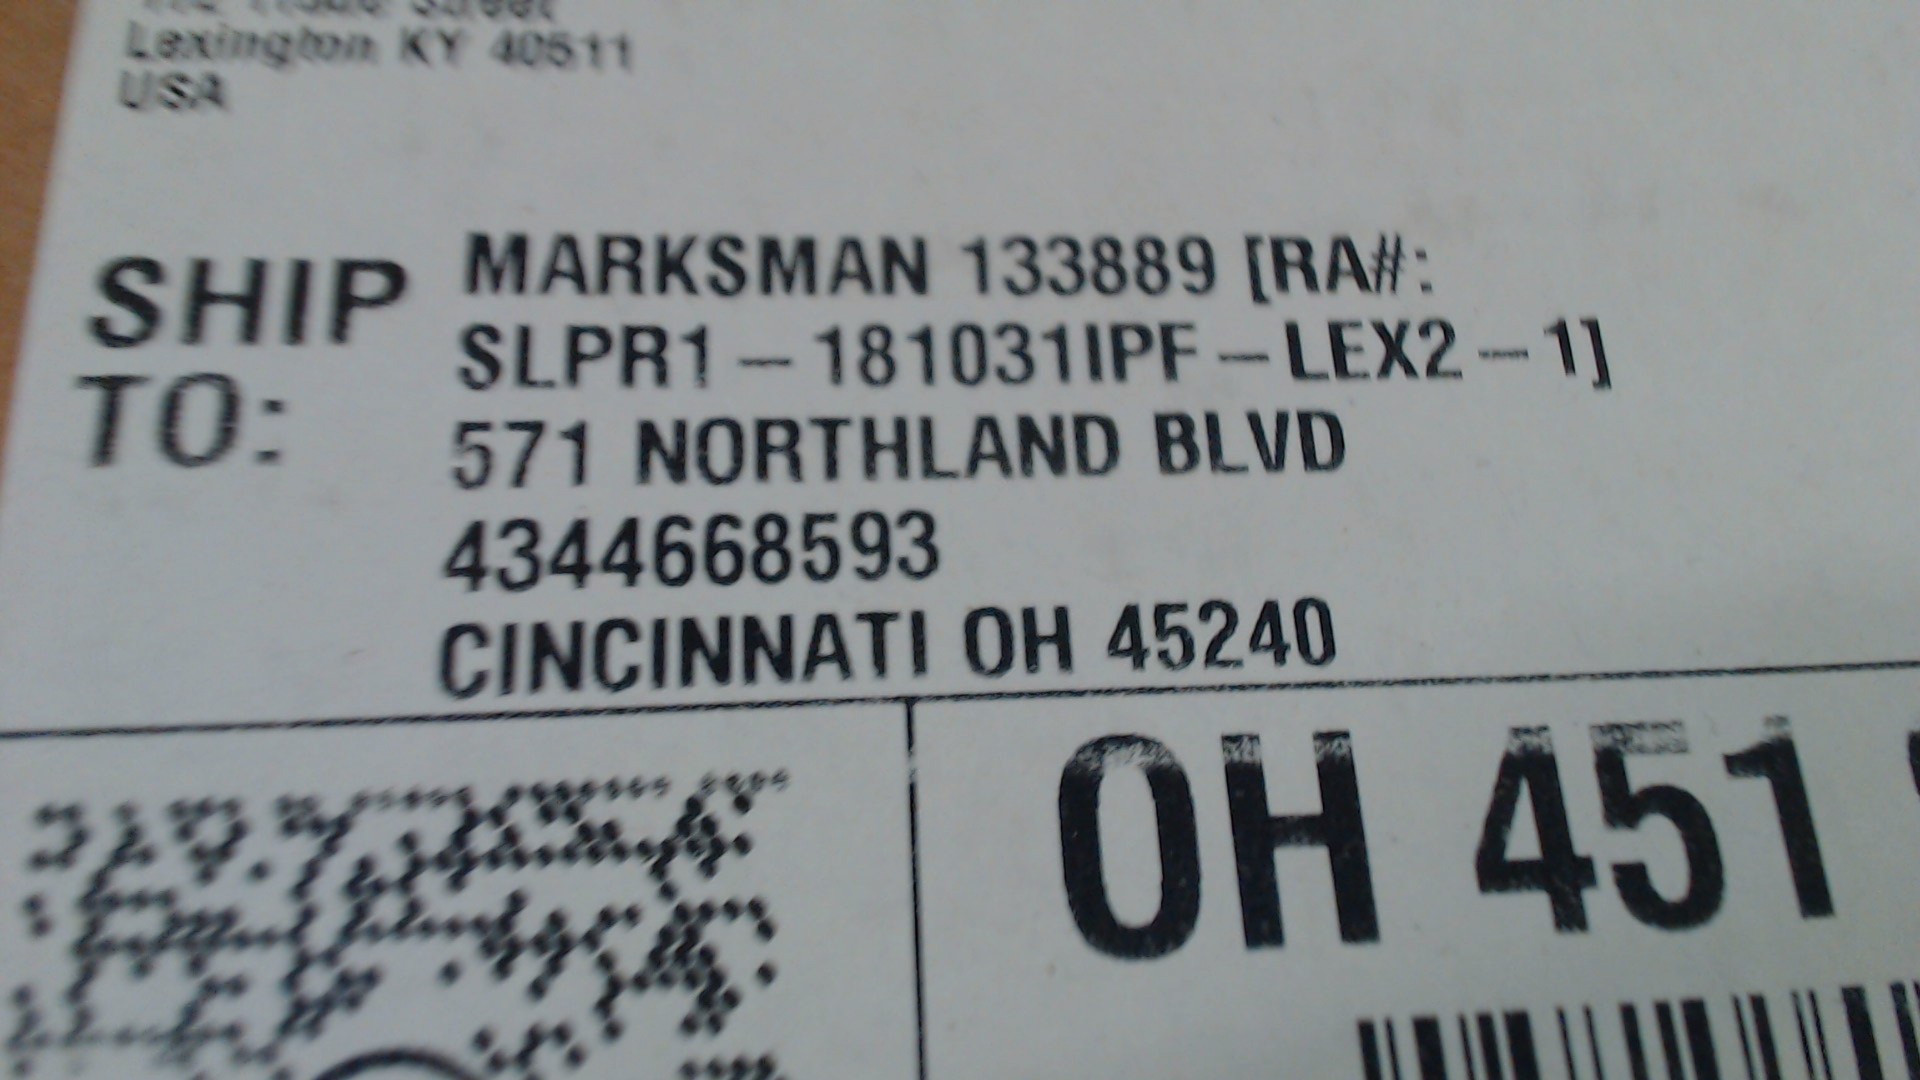 Street
Lexington KY 40511
USA
SHIP TO:
MARKSMAN 133889 [RA#:
SLPR1 – 181031IPF – LEX2 – 1]
571 NORTHLAND BLVD
4344668593
CINCINNATI OH 45240
OH 451